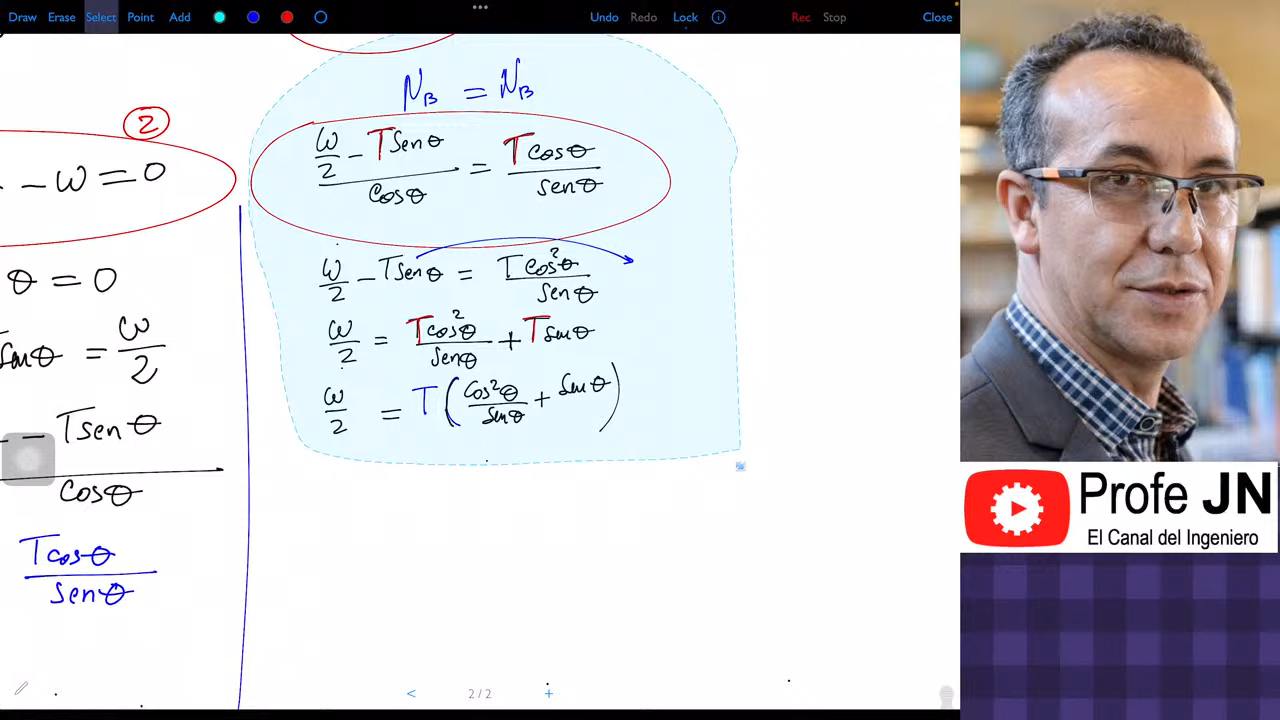 Draw Erase Select Point Add Undo Redo Lock Rec Stop Close
2
- ω = 0
θ = 0
senθ = ω/2
- Tsenθ
cosθ
Tcosθ
senθ
N_B = N_B
(ω/2 - Tsenθ)/cosθ = Tcosθ/senθ
ω/2 - Tsenθ = Tcos²θ/senθ
ω/2 = Tcos²θ/senθ + Tsenθ
ω/2 = T(cos²θ/senθ + senθ)
< 2 / 2 +
Profe JN
El Canal del Ingeniero